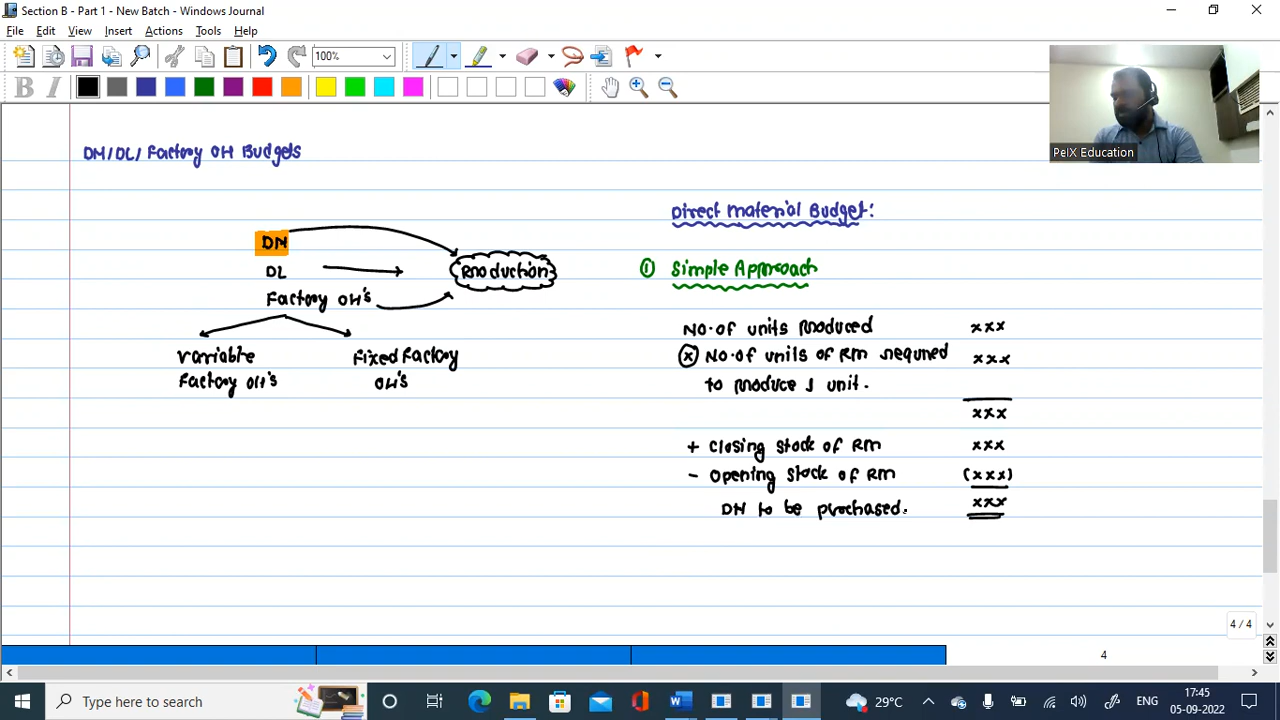 Section B - Part 1 - New Batch - Windows Journal
File Edit View Insert Actions Tools Help
100%
B I
PelX Education
DM/DL/Factory OH Budgets
DM
DL
Factory OH's
Production
Variable
Factory OH's
Fixed Factory
OH's
Direct Material Budget:
① Simple Approach
No.of units Produced xxx
(x) No.of units of RM required xxx
to produce 1 unit.
xxx
+ Closing Stock of RM xxx
- Opening Stock of RM (xxx)
DM to be purchased. xxx
4 / 4
4
Type here to search
29°C
ENG
17:45
05-09-2022